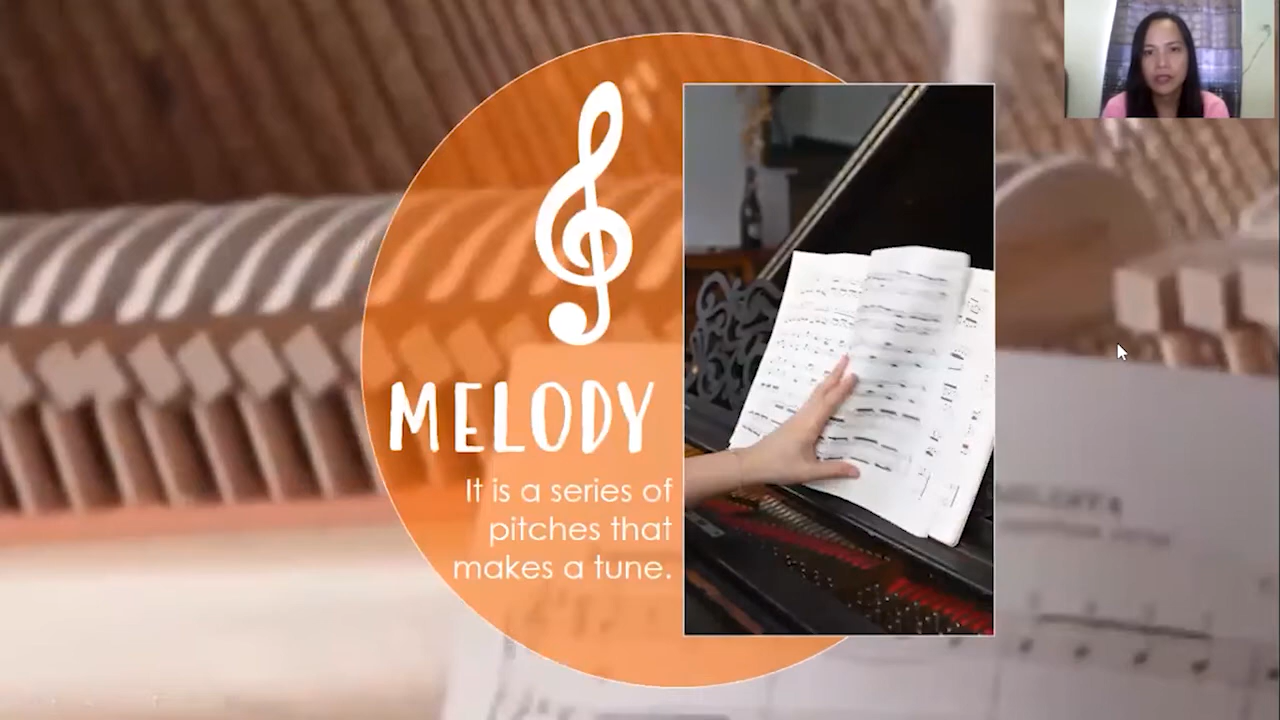 MELODY
It is a series of
pitches that
makes a tune.